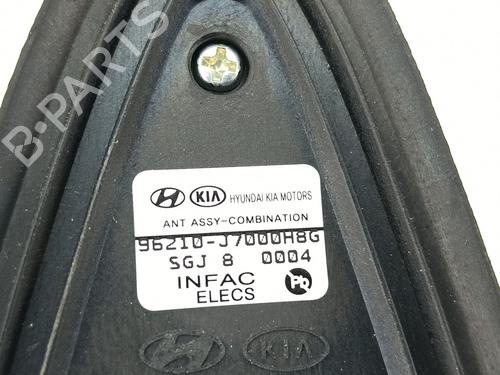 B-PARTS
KIA HYUNDAI KIA MOTORS
ANT ASSY-COMBINATION
96210-J7000H8G
SGJ 8 0004
INFAC Pb
ELECS
KIA